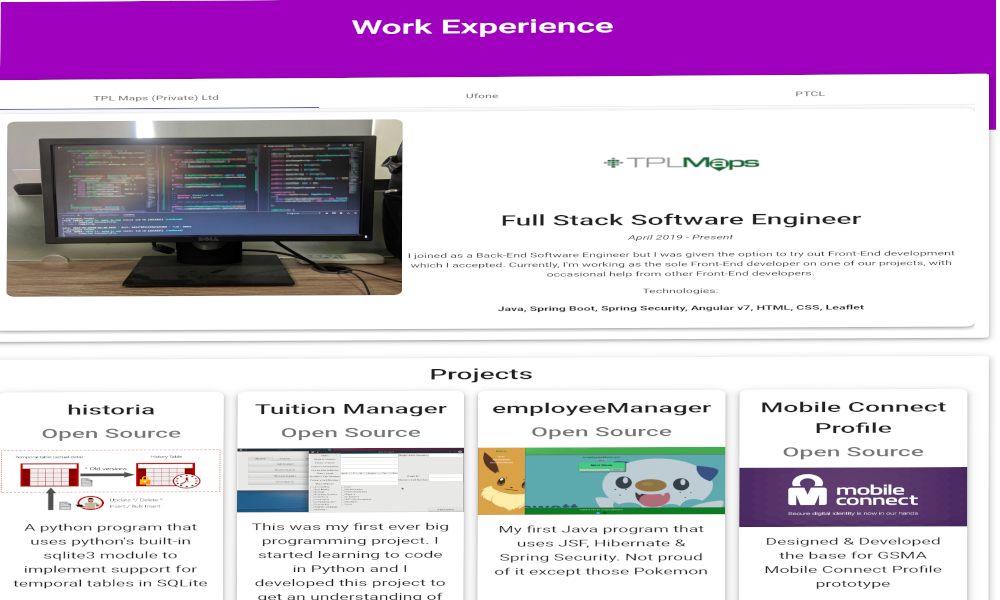 Work Experience
TPL Maps (Private) Ltd
Ufone
PTCL
DELL
TPLMaps
Full Stack Software Engineer
April 2019 - Present
I joined as a Back-End Software Engineer but I was given the option to try out Front-End development
which I accepted. Currently, I'm working as the sole Front-End developer on one of our projects, with
occasional help from other Front-End developers.
Technologies:
Java, Spring Boot, Spring Security, Angular v7, HTML, CSS, Leaflet
Projects
historia
Open Source
Temporal table (actual data)
History Table
* Old versions
Update */ Delete *
Insert / Bulk Insert
A python program that
uses python's built-in
sqlite3 module to
implement support for
temporal tables in SQLite
Tuition Manager
Open Source
This was my first ever big
programming project. I
started learning to code
in Python and I
developed this project to
get an understanding of
employeeManager
Open Source
My first Java program that
uses JSF, Hibernate &
Spring Security. Not proud
of it except those Pokemon
Mobile Connect
Profile
Open Source
mobile
connect
Secure digital identity is now in our hands
Designed & Developed
the base for GSMA
Mobile Connect Profile
prototype